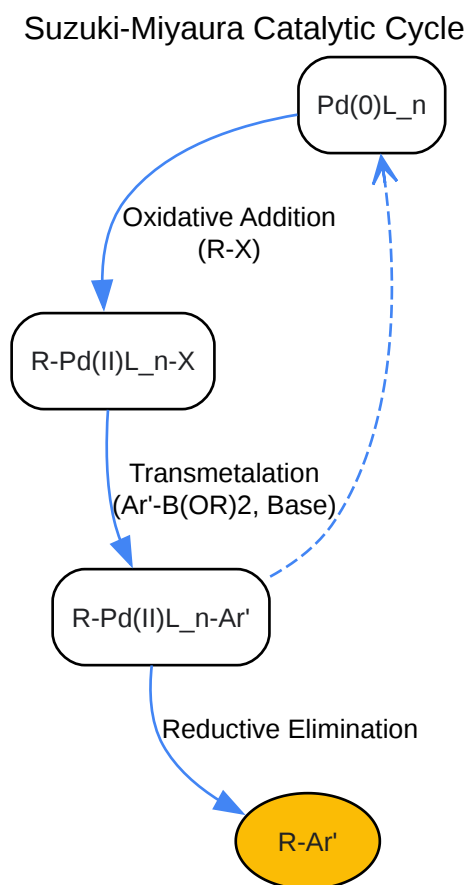 Suzuki-Miyaura Catalytic Cycle
Pd(0)L_n
Oxidative Addition
(R-X)
R-Pd(II)L_n-X
Transmetalation
(Ar'-B(OR)2, Base)
R-Pd(II)L_n-Ar'
Reductive Elimination
R-Ar'